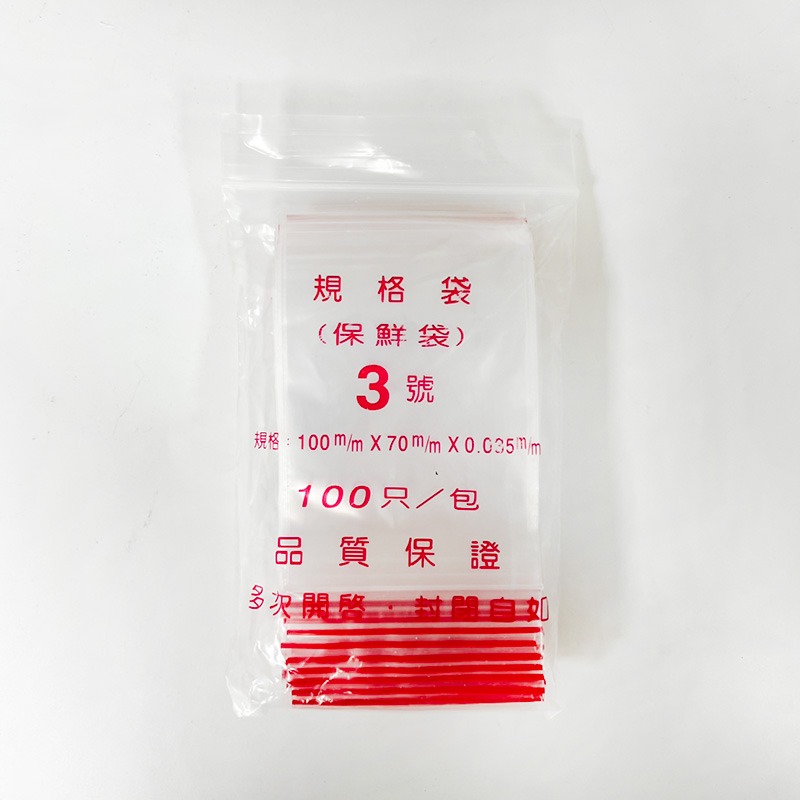 規格袋
(保鮮袋)
3號
規格：100m/m X 70m/m X 0.035m/m
100只／包
品質保證
多次開啓．封閉自如